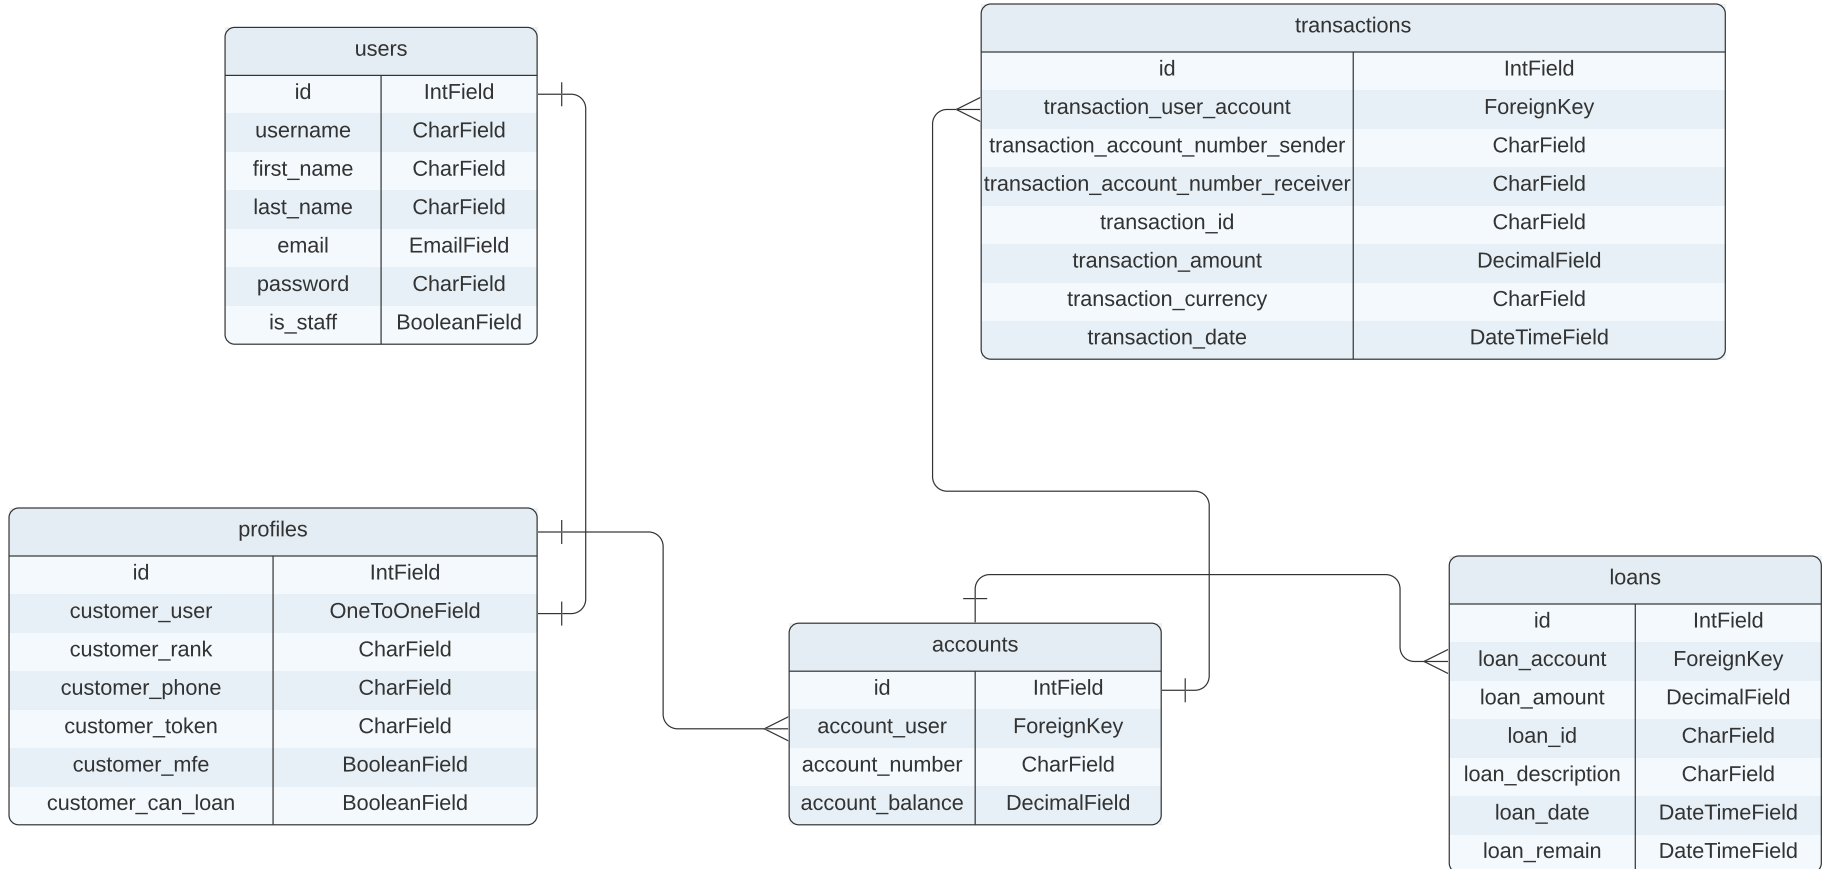 users
id IntField
username CharField
first_name CharField
last_name CharField
email EmailField
password CharField
is_staff BooleanField
transactions
id IntField
transaction_user_account ForeignKey
transaction_account_number_sender CharField
transaction_account_number_receiver CharField
transaction_id CharField
transaction_amount DecimalField
transaction_currency CharField
transaction_date DateTimeField
profiles
id IntField
customer_user OneToOneField
customer_rank CharField
customer_phone CharField
customer_token CharField
customer_mfe BooleanField
customer_can_loan BooleanField
accounts
id IntField
account_user ForeignKey
account_number CharField
account_balance DecimalField
loans
id IntField
loan_account ForeignKey
loan_amount DecimalField
loan_id CharField
loan_description CharField
loan_date DateTimeField
loan_remain DateTimeField